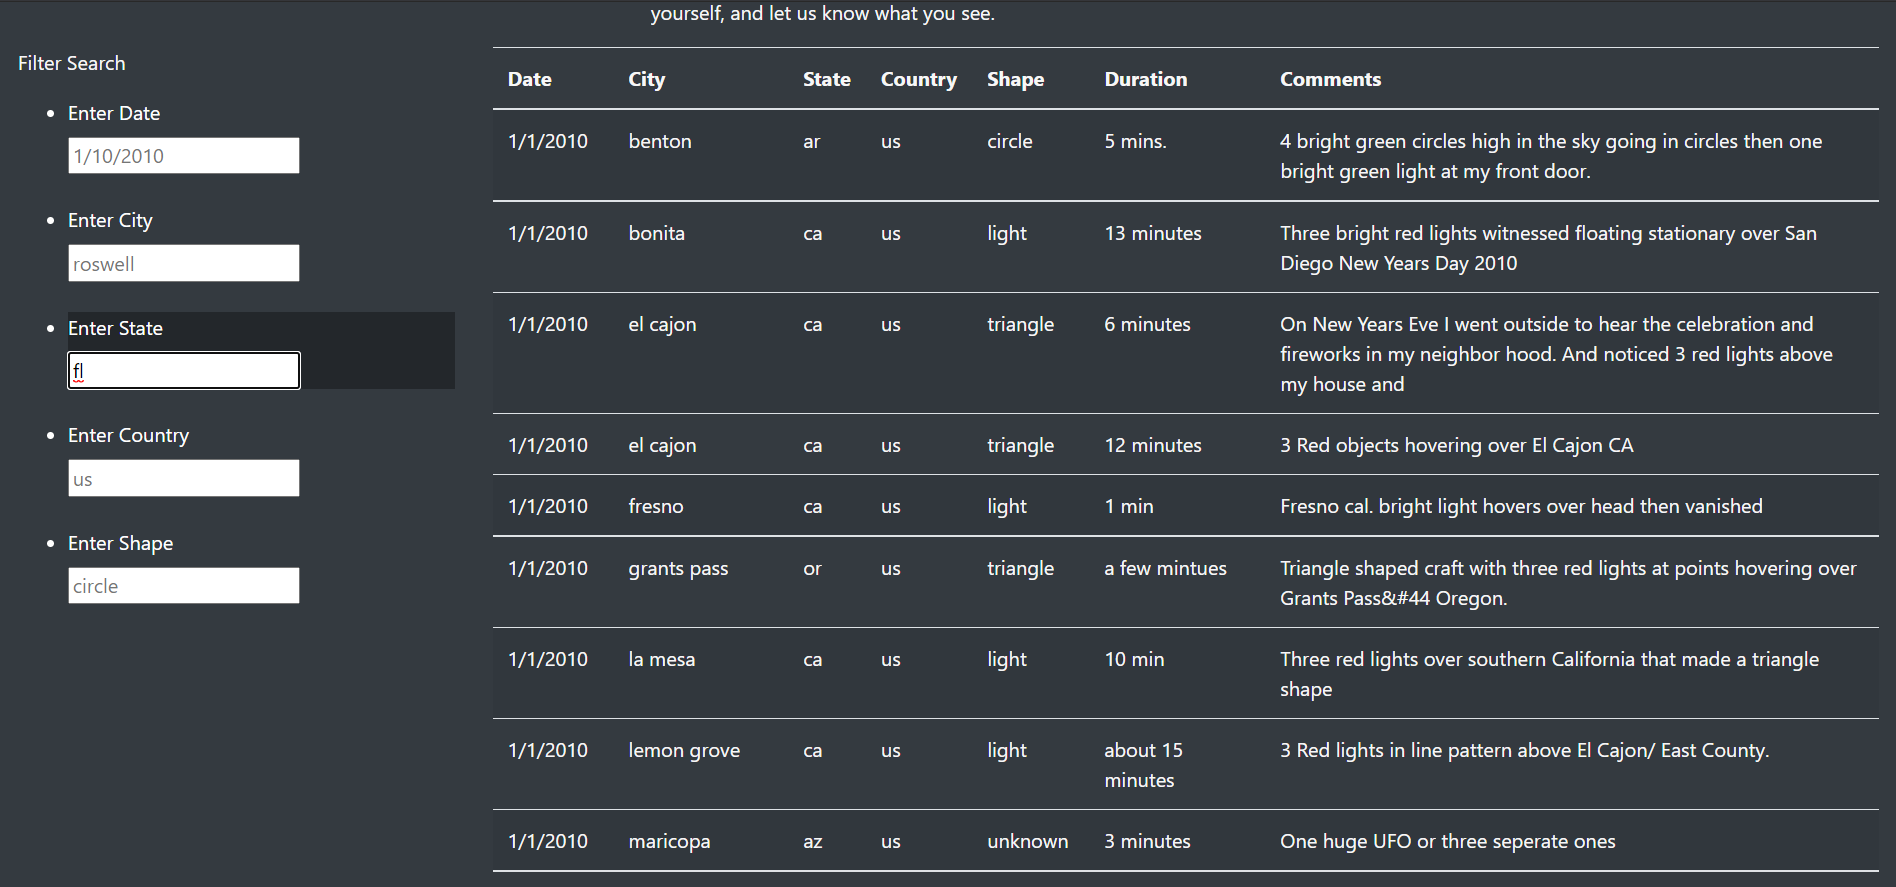 yourself, and let us know what you see.
Filter Search
Enter Date
1/10/2010
Enter City
roswell
Enter State
fl
Enter Country
us
Enter Shape
circle
Date City State Country Shape Duration Comments
1/1/2010 benton ar us circle 5 mins. 4 bright green circles high in the sky going in circles then one
bright green light at my front door.
1/1/2010 bonita ca us light 13 minutes Three bright red lights witnessed floating stationary over San
Diego New Years Day 2010
1/1/2010 el cajon ca us triangle 6 minutes On New Years Eve I went outside to hear the celebration and
fireworks in my neighbor hood. And noticed 3 red lights above
my house and
1/1/2010 el cajon ca us triangle 12 minutes 3 Red objects hovering over El Cajon CA
1/1/2010 fresno ca us light 1 min Fresno cal. bright light hovers over head then vanished
1/1/2010 grants pass or us triangle a few mintues Triangle shaped craft with three red lights at points hovering over
Grants Pass&#44 Oregon.
1/1/2010 la mesa ca us light 10 min Three red lights over southern California that made a triangle
shape
1/1/2010 lemon grove ca us light about 15 3 Red lights in line pattern above El Cajon/ East County.
minutes
1/1/2010 maricopa az us unknown 3 minutes One huge UFO or three seperate ones